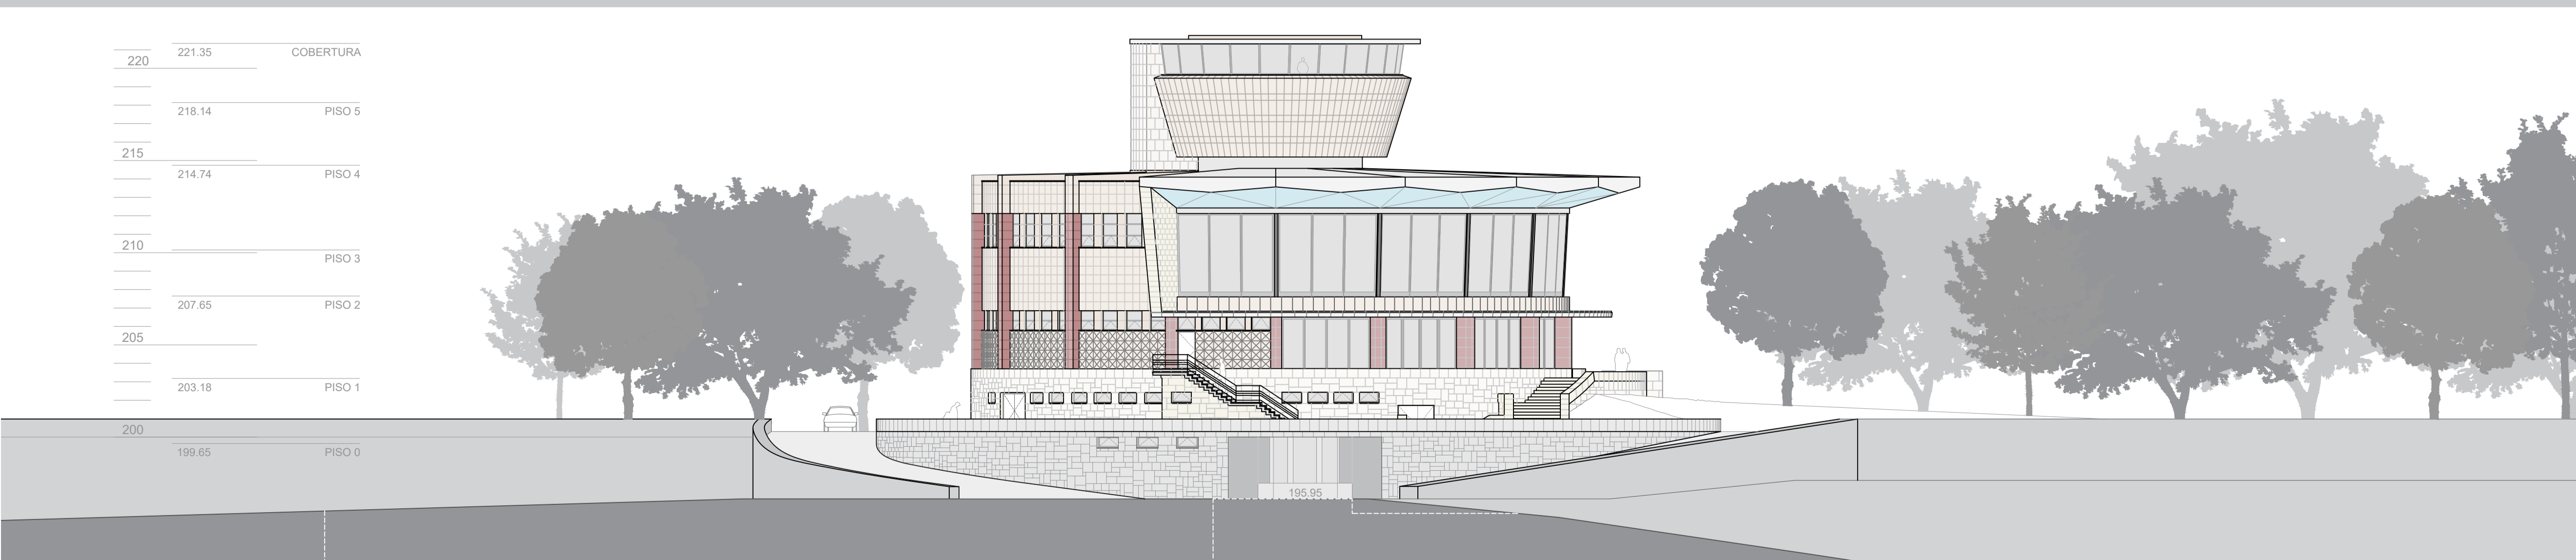 221.35 COBERTURA
220
218.14 PISO 5
215
214.74 PISO 4
210
PISO 3
207.65 PISO 2
205
203.18 PISO 1
200
199.65 PISO 0
195.95